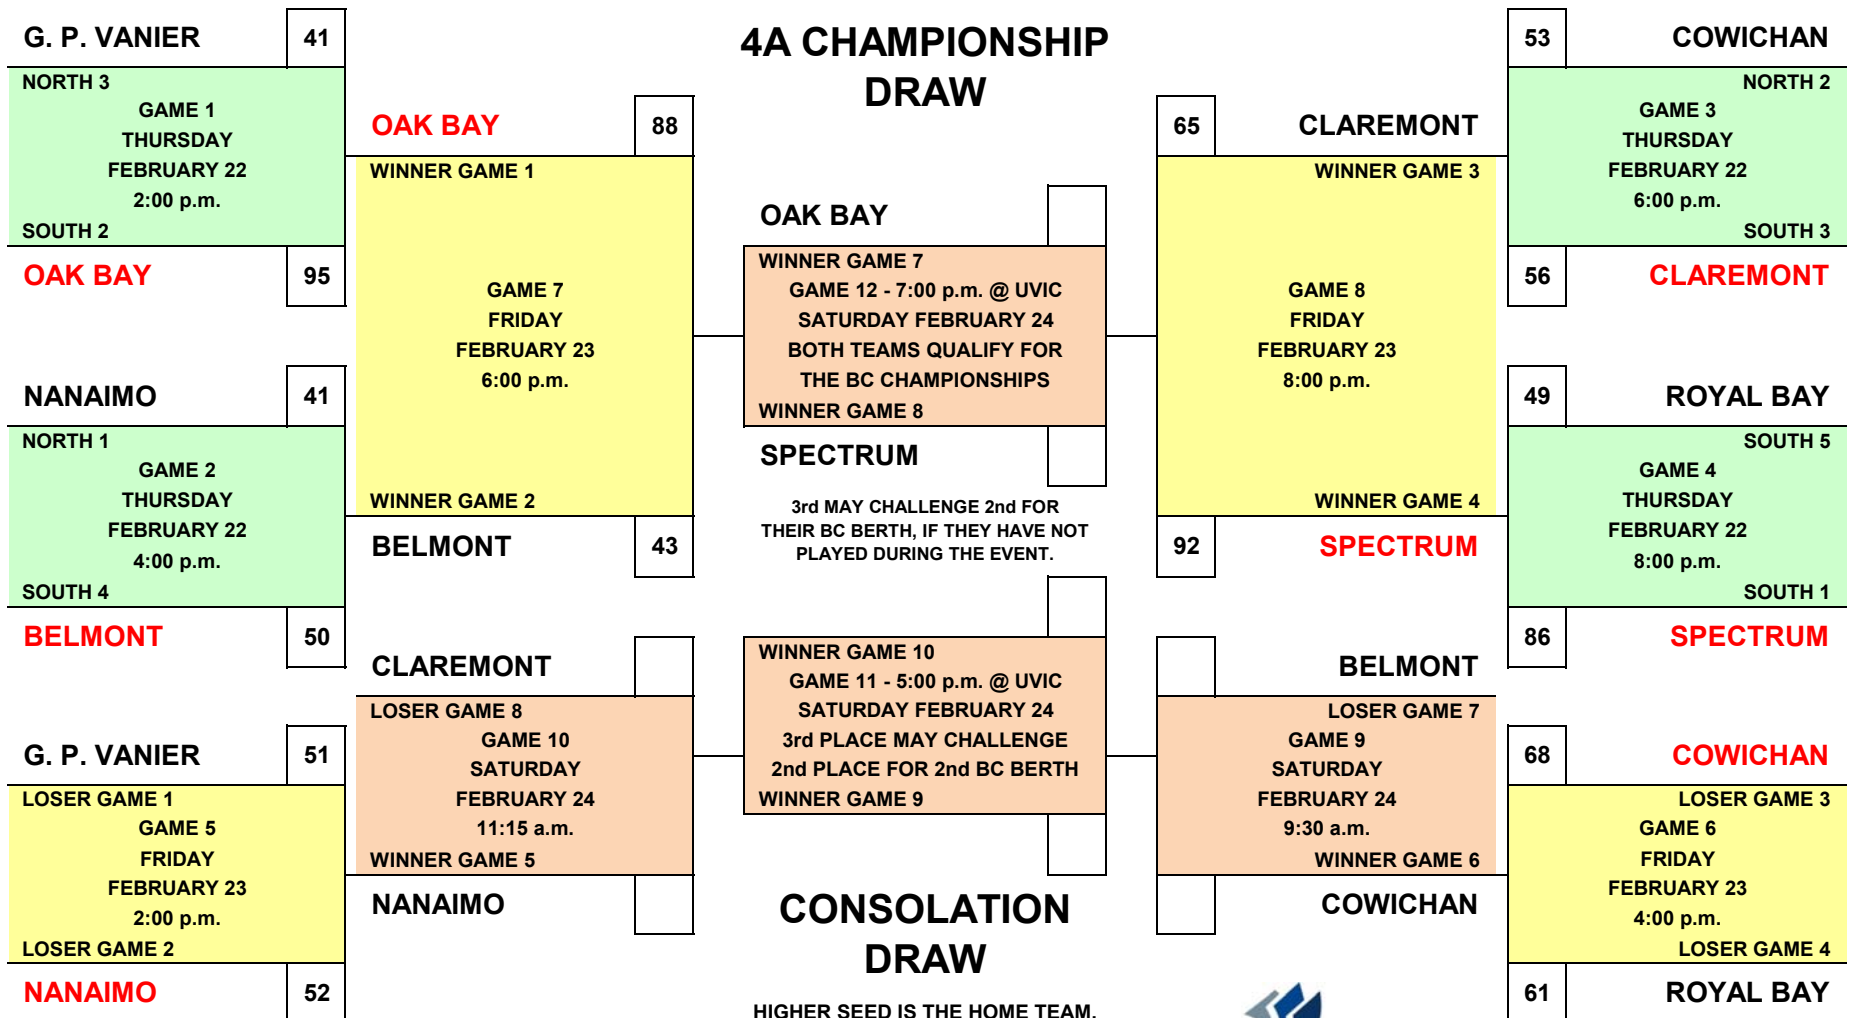 4A CHAMPIONSHIP
DRAW
G. P. VANIER 41
NORTH 3
GAME 1
THURSDAY
FEBRUARY 22
2:00 p.m.
SOUTH 2
OAK BAY 95
NANAIMO 41
NORTH 1
GAME 2
THURSDAY
FEBRUARY 22
4:00 p.m.
SOUTH 4
BELMONT 50
G. P. VANIER 51
LOSER GAME 1
GAME 5
FRIDAY
FEBRUARY 23
2:00 p.m.
LOSER GAME 2
NANAIMO 52
OAK BAY 88
WINNER GAME 1
GAME 7
FRIDAY
FEBRUARY 23
6:00 p.m.
WINNER GAME 2
BELMONT 43
CLAREMONT
LOSER GAME 8
GAME 10
SATURDAY
FEBRUARY 24
11:15 a.m.
WINNER GAME 5
NANAIMO
OAK BAY
WINNER GAME 7
GAME 12 - 7:00 p.m. @ UVIC
SATURDAY FEBRUARY 24
BOTH TEAMS QUALIFY FOR
THE BC CHAMPIONSHIPS
WINNER GAME 8
SPECTRUM
3rd MAY CHALLENGE 2nd FOR
THEIR BC BERTH, IF THEY HAVE NOT
PLAYED DURING THE EVENT.
WINNER GAME 10
GAME 11 - 5:00 p.m. @ UVIC
SATURDAY FEBRUARY 24
3rd PLACE MAY CHALLENGE
2nd PLACE FOR 2nd BC BERTH
WINNER GAME 9
CONSOLATION
DRAW
HIGHER SEED IS THE HOME TEAM.
65 CLAREMONT
WINNER GAME 3
GAME 8
FRIDAY
FEBRUARY 23
8:00 p.m.
WINNER GAME 4
92 SPECTRUM
BELMONT
LOSER GAME 7
GAME 9
SATURDAY
FEBRUARY 24
9:30 a.m.
WINNER GAME 6
COWICHAN
53 COWICHAN
NORTH 2
GAME 3
THURSDAY
FEBRUARY 22
6:00 p.m.
SOUTH 3
56 CLAREMONT
49 ROYAL BAY
SOUTH 5
GAME 4
THURSDAY
FEBRUARY 22
8:00 p.m.
SOUTH 1
86 SPECTRUM
68 COWICHAN
LOSER GAME 3
GAME 6
FRIDAY
FEBRUARY 23
4:00 p.m.
LOSER GAME 4
61 ROYAL BAY